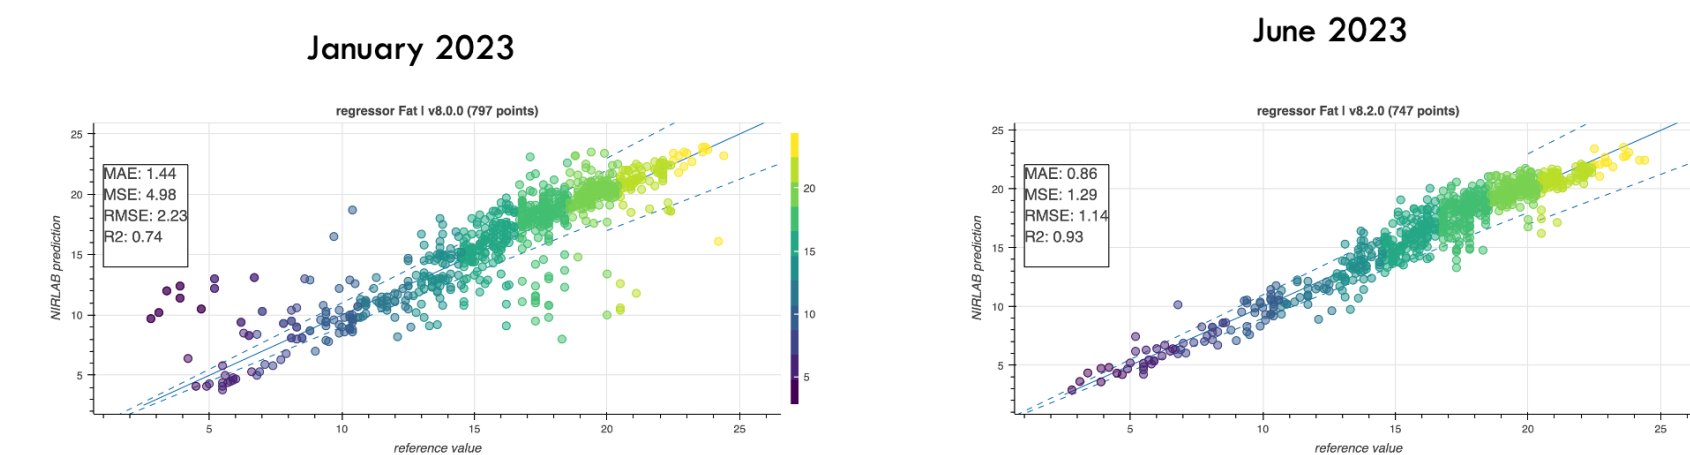 January 2023
regressor Fat | v8.0.0 (797 points)
25
20
15
10
5
MAE: 1.44
MSE: 4.98
RMSE: 2.23
R2: 0.74
NIRLAB prediction
5
10
15
20
25
reference value
20
15
10
5
June 2023
regressor Fat | v8.2.0 (747 points)
25
20
15
10
5
MAE: 0.86
MSE: 1.29
RMSE: 1.14
R2: 0.93
NIRLAB prediction
5
10
15
20
25
reference value